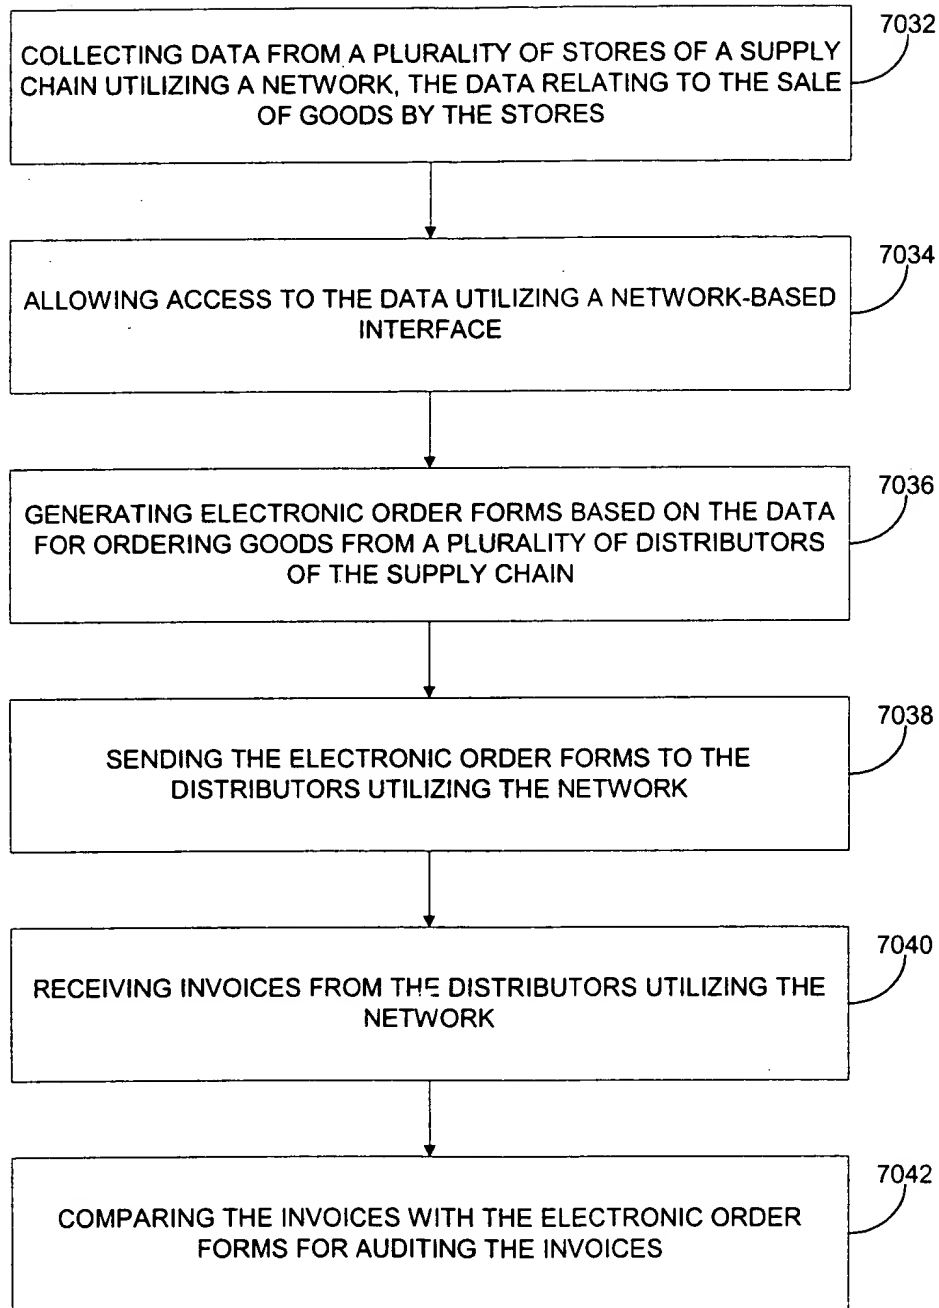 7032
COLLECTING DATA FROM A PLURALITY OF STORES OF A SUPPLY
CHAIN UTILIZING A NETWORK, THE DATA RELATING TO THE SALE
OF GOODS BY THE STORES
7034
ALLOWING ACCESS TO THE DATA UTILIZING A NETWORK-BASED
INTERFACE
7036
GENERATING ELECTRONIC ORDER FORMS BASED ON THE DATA
FOR ORDERING GOODS FROM A PLURALITY OF DISTRIBUTORS
OF THE SUPPLY CHAIN
7038
SENDING THE ELECTRONIC ORDER FORMS TO THE
DISTRIBUTORS UTILIZING THE NETWORK
7040
RECEIVING INVOICES FROM THE DISTRIBUTORS UTILIZING THE
NETWORK
7042
COMPARING THE INVOICES WITH THE ELECTRONIC ORDER
FORMS FOR AUDITING THE INVOICES